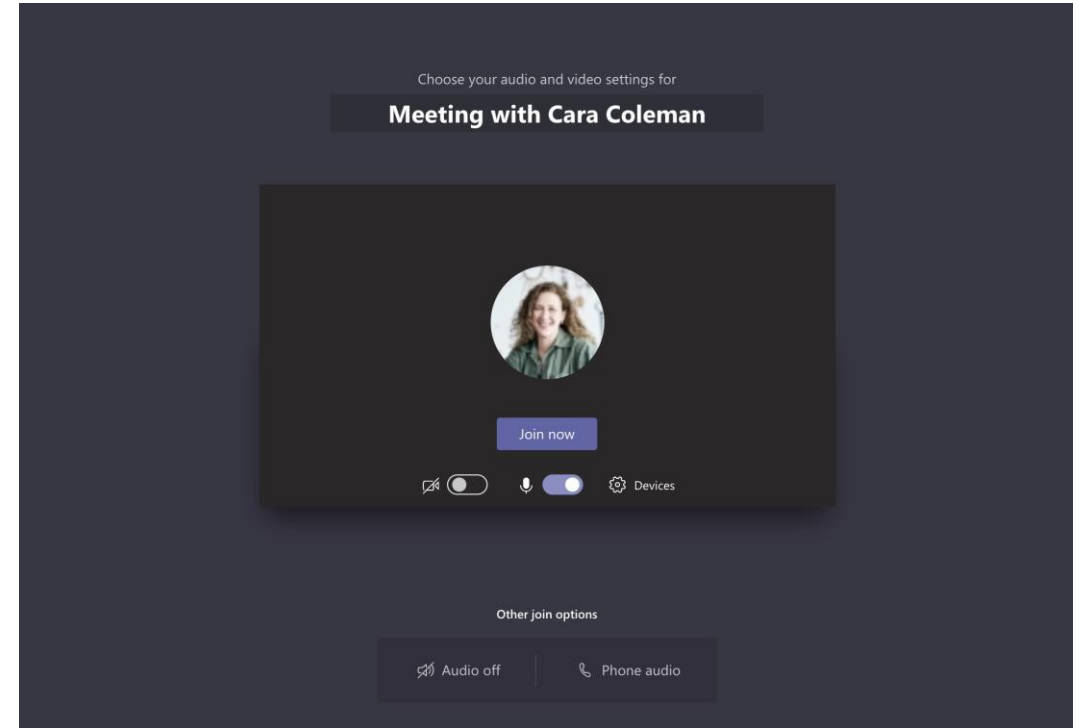 Choose your audio and video settings for
Meeting with Cara Coleman
Join now
Devices
Other join options
Audio off
Phone audio